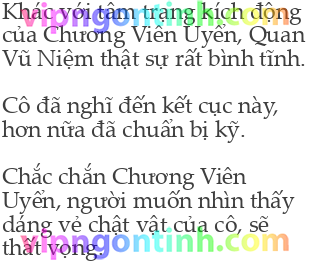 Khác với tâm trạng kích động
của Chương Viên Uyển, Quan
Vũ Niệm thật sự rất bình tĩnh.
Cô đã nghĩ đến kết cục này,
hơn nữa đã chuẩn bị kỹ.
Chắc chắn Chương Viên
Uyển, người muốn nhìn thấy
dáng vẻ chật vật của cô, sẽ
thất vọng.
vipngontinh.com
vipngontinh.com